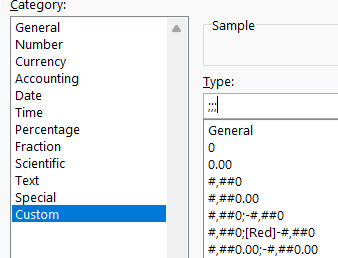 Category:
General
Number
Currency
Accounting
Date
Time
Percentage
Fraction
Scientific
Text
Special
Custom
Sample
Type:
;;;
General
0
0.00
#,##0
#,##0.00
#,##0;-#,##0
#,##0;[Red]-#,##0
#,##0.00;-#,##0.00